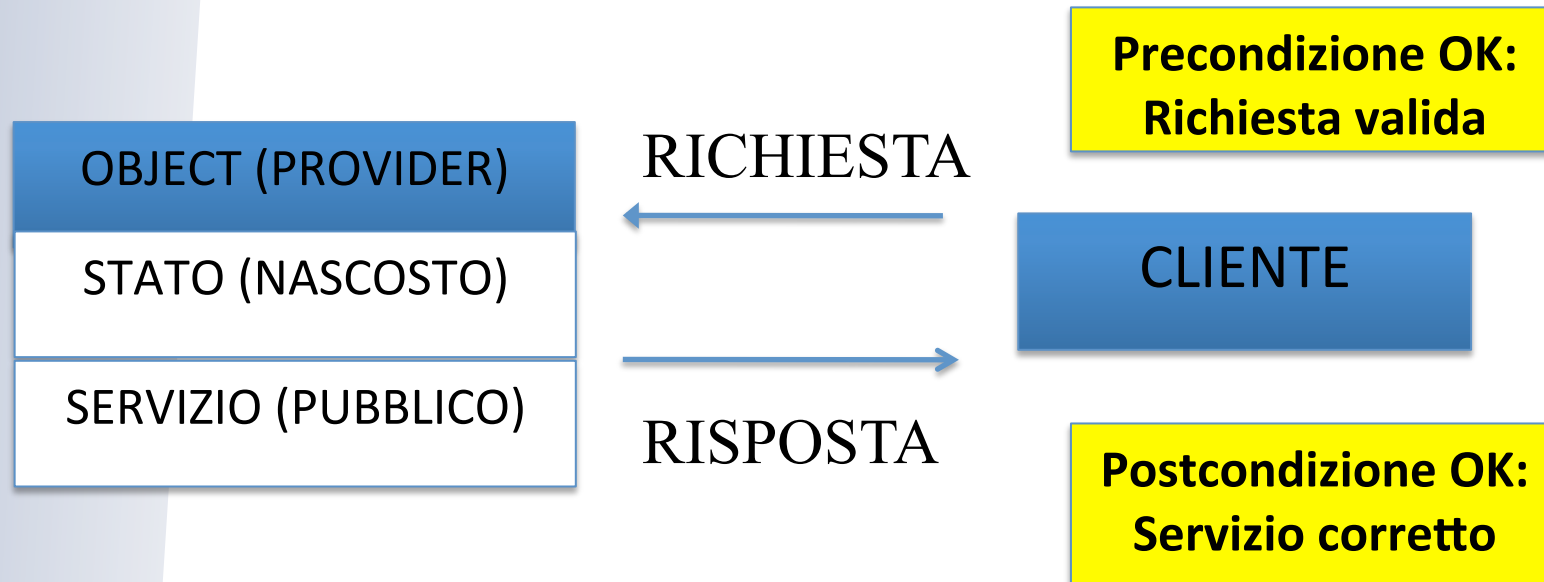 Precondizione OK:
Richiesta valida
OBJECT (PROVIDER)
RICHIESTA
STATO (NASCOSTO)
CLIENTE
SERVIZIO (PUBBLICO)
RISPOSTA
Postcondizione OK:
Servizio corretto